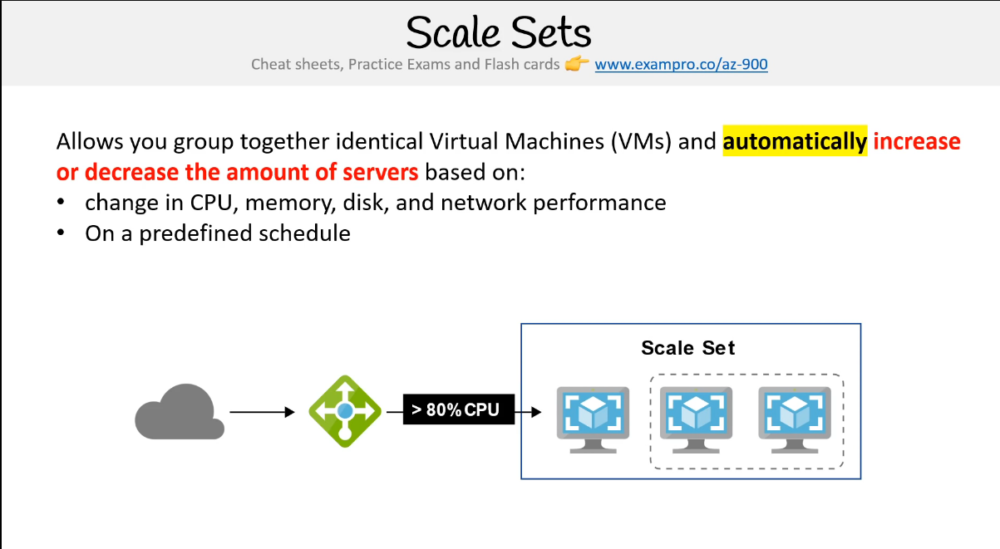 Scale Sets
Cheat sheets, Practice Exams and Flash cards 👉 www.exampro.co/az-900
Allows you group together identical Virtual Machines (VMs) and automatically increase
or decrease the amount of servers based on:
• change in CPU, memory, disk, and network performance
• On a predefined schedule
Scale Set
> 80% CPU